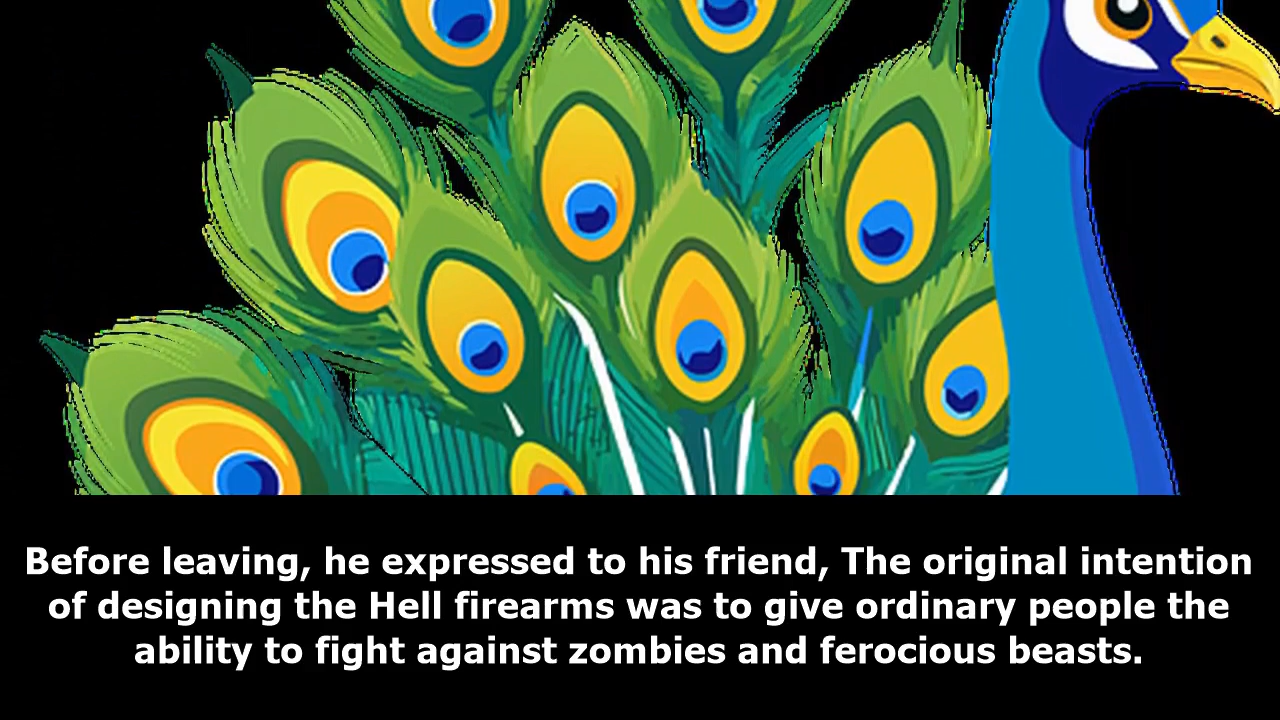 Before leaving, he expressed to his friend, The original intention
of designing the Hell firearms was to give ordinary people the
ability to fight against zombies and ferocious beasts.